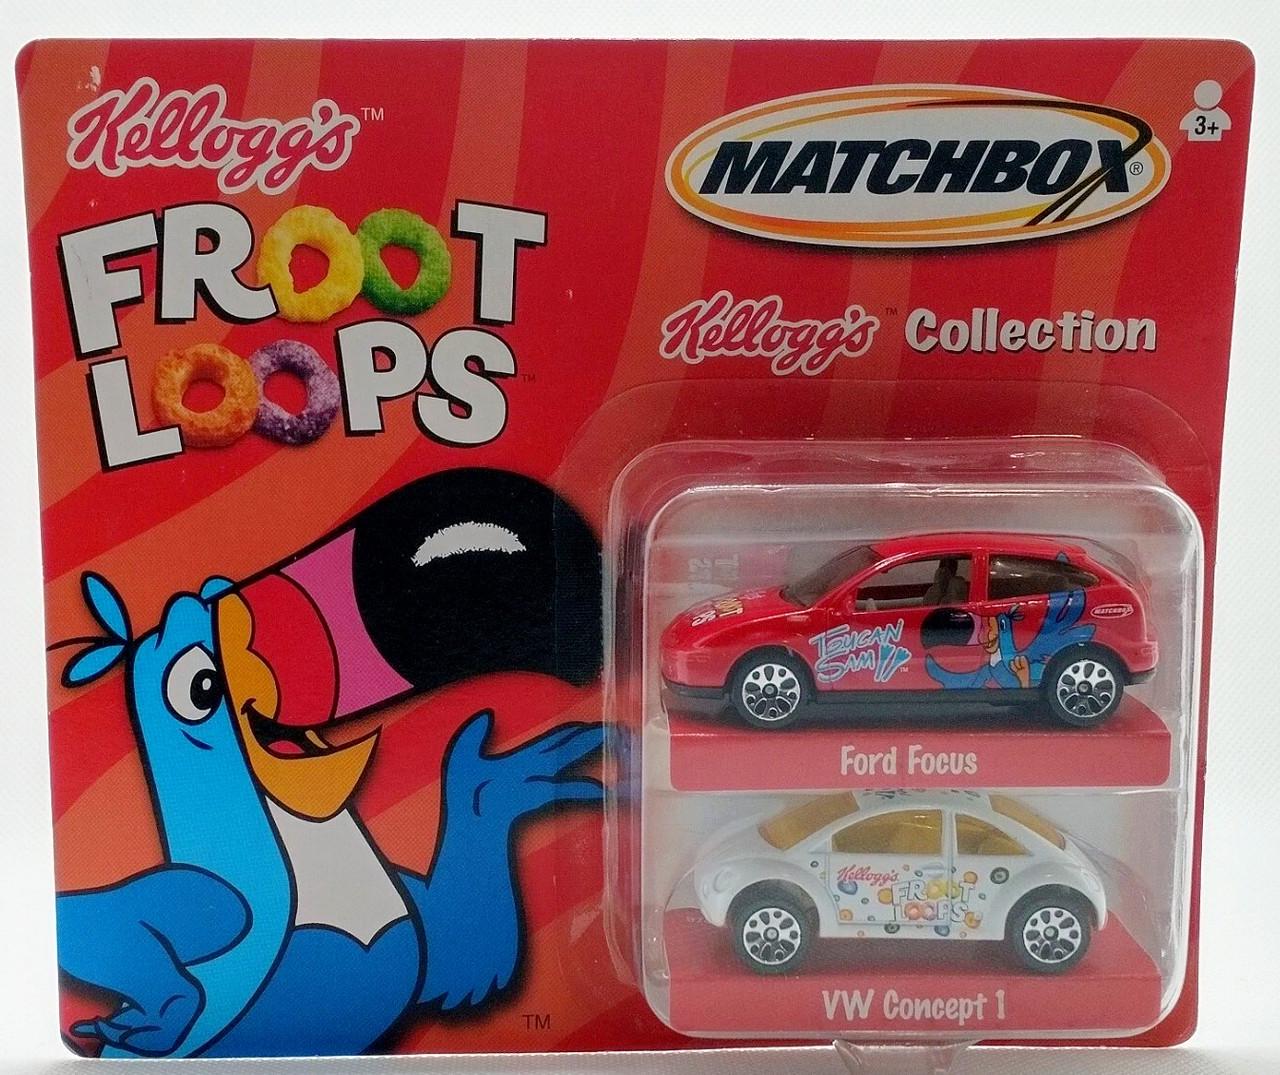 Kellogg's™
FROOT
LOOPS™
MATCHBOX®
3+
Kellogg's™ Collection
TOUCAN
SAM™
MATCHBOX
Ford Focus
Kellogg's
FROOT
LOOPS
VW Concept 1
TM